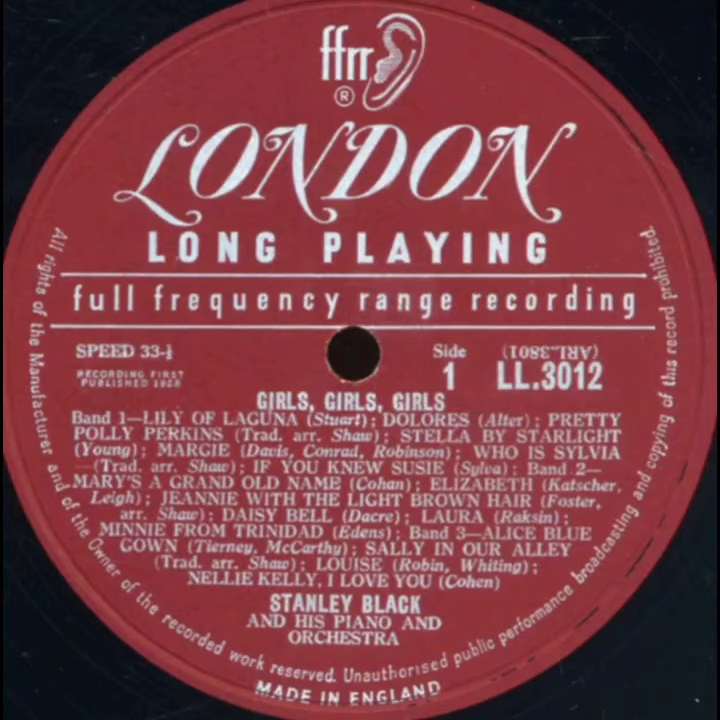 ffrr
®
LONDON
LONG PLAYING
full frequency range recording
SPEED 33-⅓
Side
(ARL-3801)
RECORDING FIRST
PUBLISHED 1958
1
LL.3012
GIRLS, GIRLS, GIRLS
Band 1—LILY OF LAGUNA (Stuart); DOLORES (Alter); PRETTY
POLLY PERKINS (Trad. arr. Shaw); STELLA BY STARLIGHT
(Young); MARGIE (Davis, Conrad, Robinson); WHO IS SYLVIA
(Trad. arr. Shaw); IF YOU KNEW SUSIE (Sylva); Band 2—
MARY'S A GRAND OLD NAME (Cohan); ELIZABETH (Katscher,
Leigh); JEANNIE WITH THE LIGHT BROWN HAIR (Foster,
arr. Shaw); DAISY BELL (Dacre); LAURA (Raksin);
MINNIE FROM TRINIDAD (Edens); Band 3—ALICE BLUE
GOWN (Tierney, McCarthy); SALLY IN OUR ALLEY
(Trad. arr. Shaw); LOUISE (Robin, Whiting);
NELLIE KELLY, I LOVE YOU (Cohen)
STANLEY BLACK
AND HIS PIANO AND
ORCHESTRA
All rights of the Manufacturer and of the Owner of the recorded work reserved. Unauthorised public performance broadcasting and copying of this record prohibited.
MADE IN ENGLAND